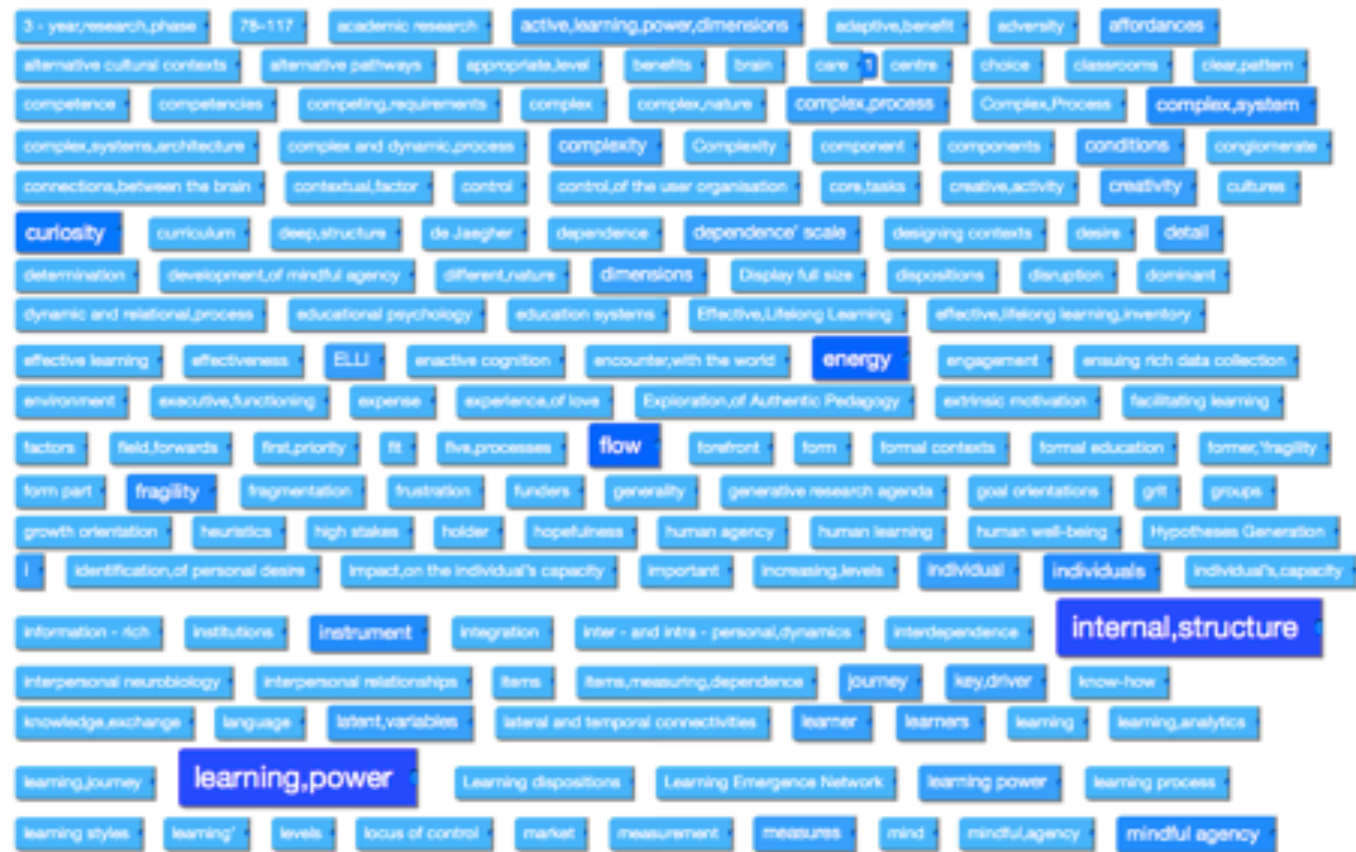 3 - year,research,phase 78-117 academic research active,learning,power,dimensions adaptive,benefit adversity affordances
alternative cultural contexts alternative pathways appropriate,level benefits brain care 1 centre choice classrooms clear,pattern
competence competencies competing,requirements complex complex,nature complex,process Complex,Process complex,system
complex,systems,architecture complex and dynamic,process complexity Complexity component components conditions conglomerate
connections,between the brain contextual,factor control control,of the user organisation core,tasks creative,activity creativity cultures
curiosity curriculum deep,structure de Jaegher dependence dependence' scale designing contexts desire detail
determination development,of mindful agency different,nature dimensions Display full size dispositions disruption dominant
dynamic and relational,process educational psychology education systems Effective,Lifelong Learning effective,lifelong learning,inventory
effective learning effectiveness ELLI enactive cognition encounter,with the world energy engagement ensuing rich data collection
environment executive,functioning expense experience,of love Exploration,of Authentic Pedagogy extrinsic motivation facilitating learning
factors field,forwards first,priority fit five,processes flow forefront form formal contexts formal education former,'fragility
form part fragility fragmentation frustration funders generality generative research agenda goal orientations grit groups
growth orientation heuristics high stakes holder hopefulness human agency human learning human well-being Hypotheses Generation
I identification,of personal desire impact,on the individual's capacity important increasing,levels individual individuals individual's,capacity
information - rich institutions instrument integration inter - and intra - personal,dynamics interdependence internal,structure
interpersonal neurobiology interpersonal relationships items items,measuring,dependence journey key,driver know-how
knowledge,exchange language latent,variables lateral and temporal connectivities learner learners learning learning,analytics
learning,journey learning,power Learning dispositions Learning Emergence Network learning power learning process
learning styles learning' levels locus of control market measurement measures mind mindful,agency mindful agency